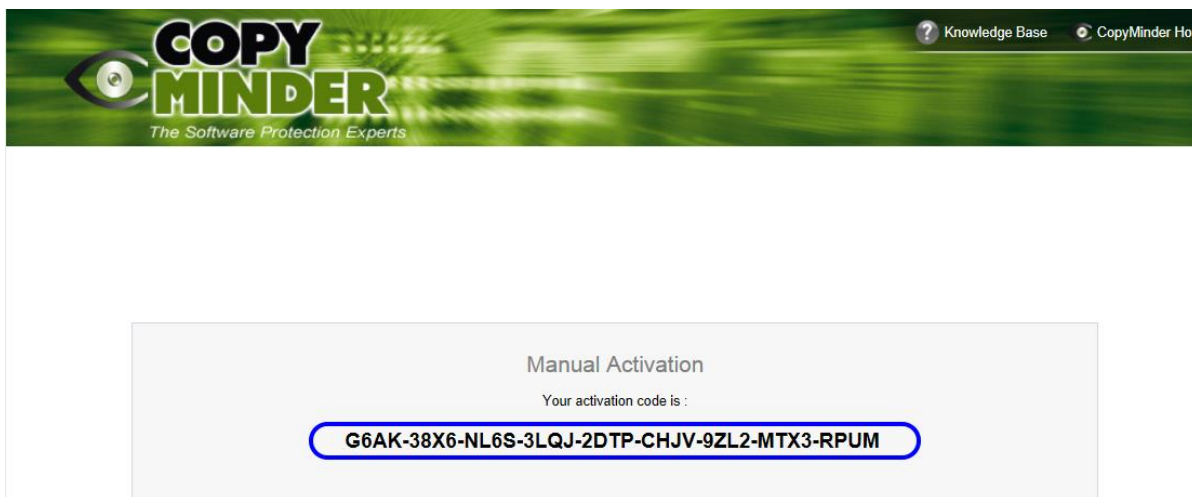 COPY
MINDER
The Software Protection Experts
? Knowledge Base
CopyMinder Ho
Manual Activation
Your activation code is :
G6AK-38X6-NL6S-3LQJ-2DTP-CHJV-9ZL2-MTX3-RPUM